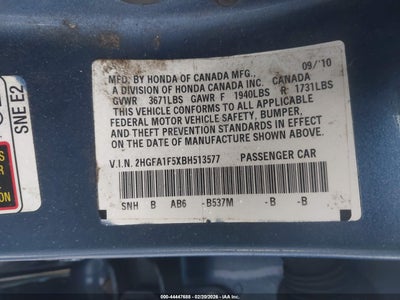 09/'10
MFD. BY HONDA OF CANADA MFG.,
A DIVISION OF HONDA CANADA INC. CANADA
GVWR 3671LBS GAWR F 1940LBS R 1731LBS
THIS VEHICLE CONFORMS TO ALL APPLICABLE
FEDERAL MOTOR VEHICLE SAFETY, BUMPER,
AND THEFT PREVENTION STANDARDS IN EFFECT
ON THE DATE OF MANUFACTURE SHOWN ABOVE.
V.I.N. 2HGFA1F5XBH513577 PASSENGER CAR
SNH B AB6 -B537M -B -B
SNE E2
000-44447688 - 02/20/2026 - IAAI